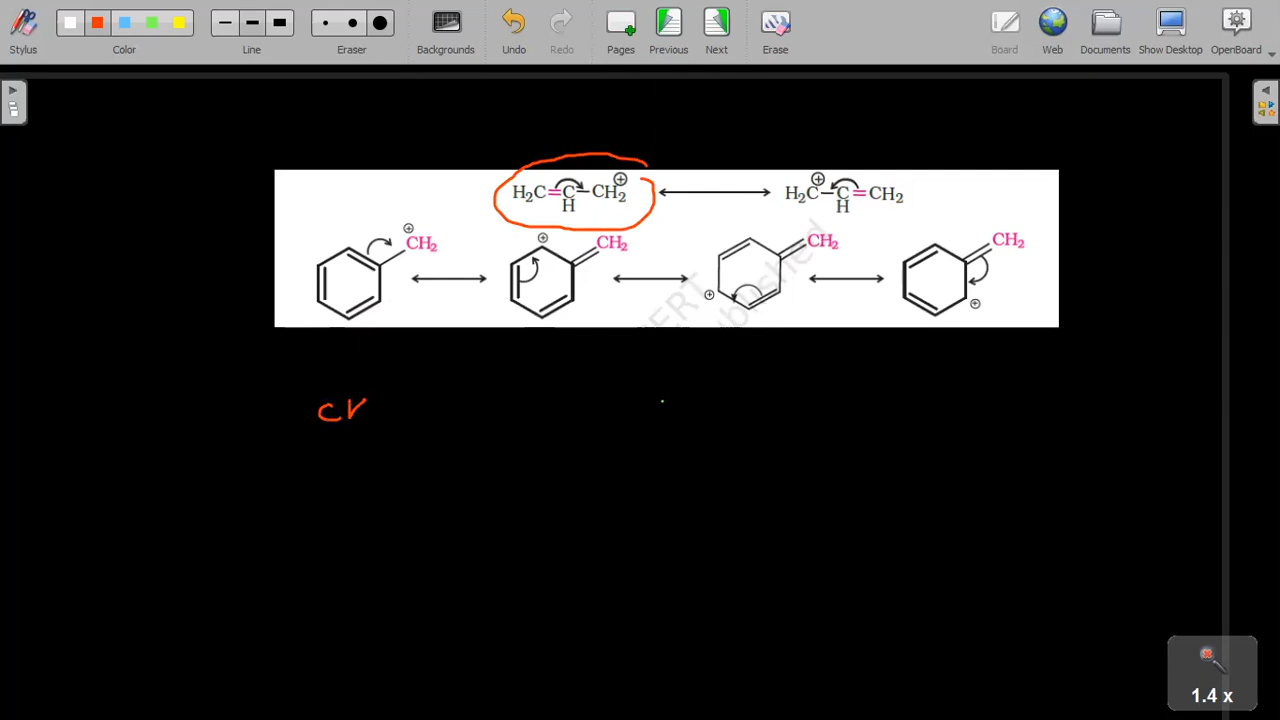 Stylus Color Line Eraser Backgrounds Undo Redo Pages Previous Next Erase Board Web Documents Show Desktop OpenBoard
H₂C=C-CH₂ ⊕ ⟷ ⊕ H₂C-C=CH₂
H H
⊕ CH₂ ⊕ CH₂ CH₂ CH₂
⊕ ⊕
cr
1.4 x